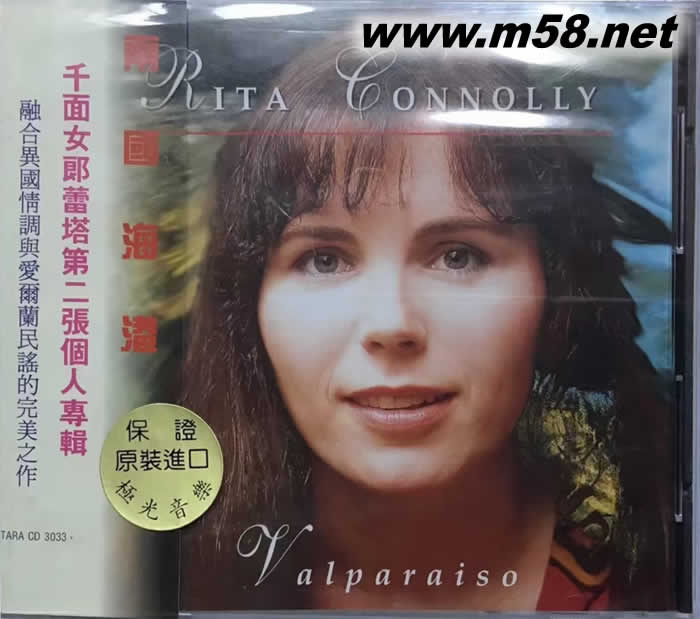 www.m58.net
RITA CONNOLLY
兩國海灣
千面女郎蕾塔第二張個人專輯
融合異國情調與愛爾蘭民謠的完美之作
保證
原裝進口
極光音樂
TARA CD 3033
Valparaiso